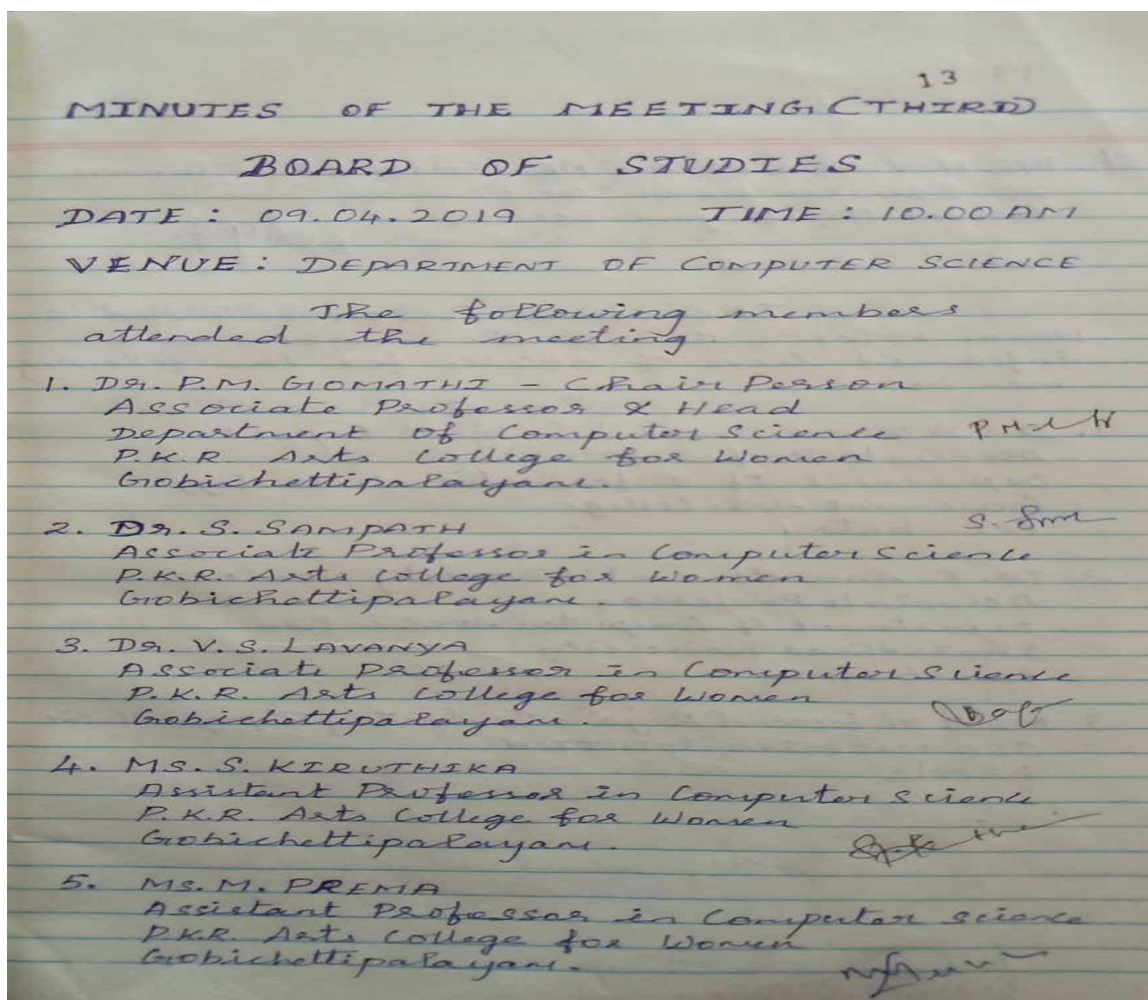 13
MINUTES OF THE MEETING (THIRD)
BOARD OF STUDIES
DATE : 09.04.2019 TIME : 10.00 AM
VENUE : DEPARTMENT OF COMPUTER SCIENCE
The following members
attended the meeting.
1. Dr. P.M. GOMATHI - Chair Person
Associate Professor & Head
Department of Computer Science
P.K.R. Arts College for Women
Gobichettipalayam.
2. Dr. S. SAMPATH
Associate Professor in Computer Science
P.K.R. Arts College for Women
Gobichettipalayam.
3. Dr. V. S. LAVANYA
Associate Professor in Computer Science
P.K.R. Arts College for Women
Gobichettipalayam.
4. MS. S. KIRUTHIKA
Assistant Professor in Computer Science
P.K.R. Arts College for Women
Gobichettipalayam.
5. MS. M. PREMA
Assistant Professor in Computer Science
P.K.R. Arts College for Women
Gobichettipalayam.